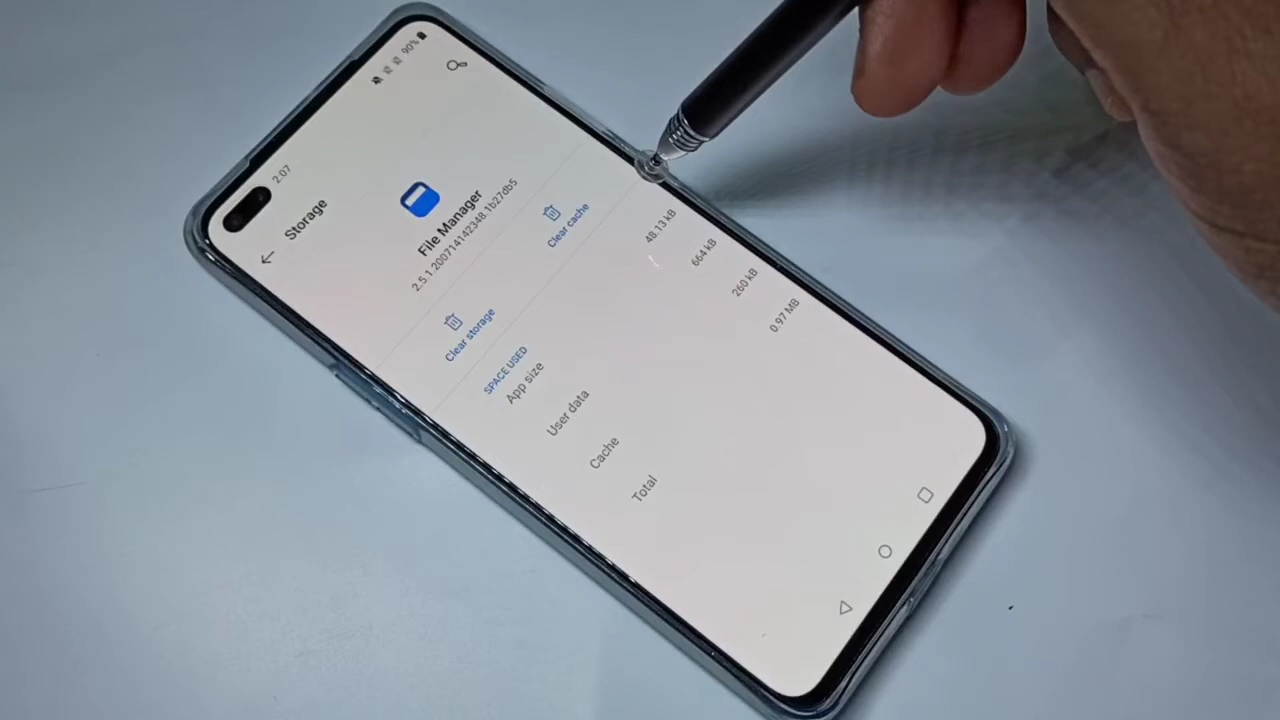 2:07
90%
Storage
File Manager
2.5.1.200714142348.1b27db5
Clear storage
Clear cache
SPACE USED
App size
48.13 kB
User data
664 kB
Cache
260 kB
Total
0.97 MB